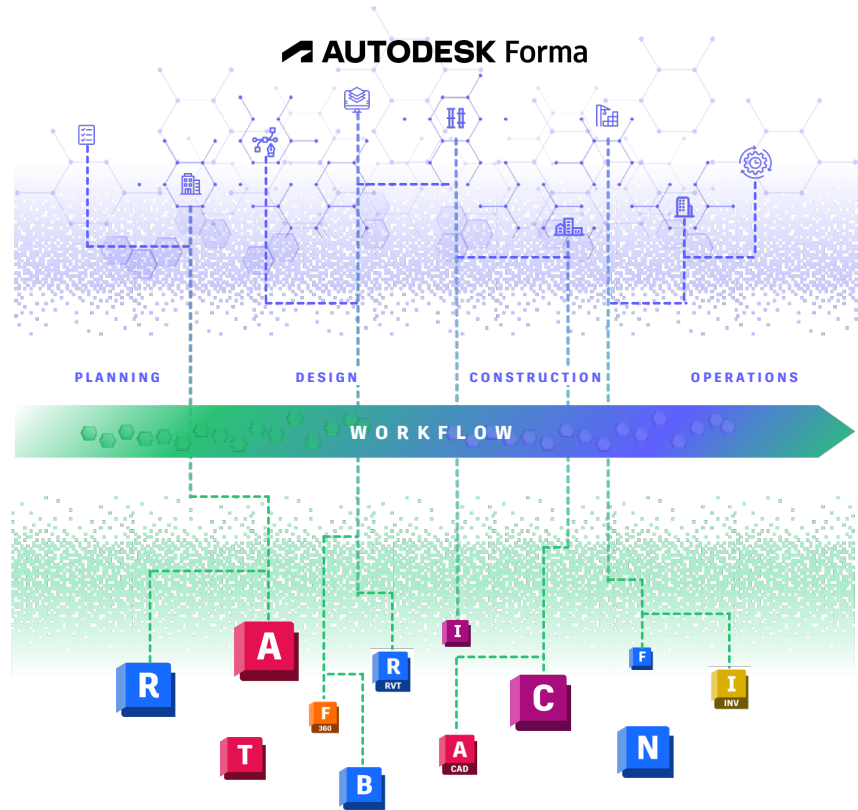 AUTODESK Forma
PLANNING
DESIGN
CONSTRUCTION
OPERATIONS
WORKFLOW
A
I
R
RVT
F
R
I
INV
C
F
360
T
A
CAD
N
B